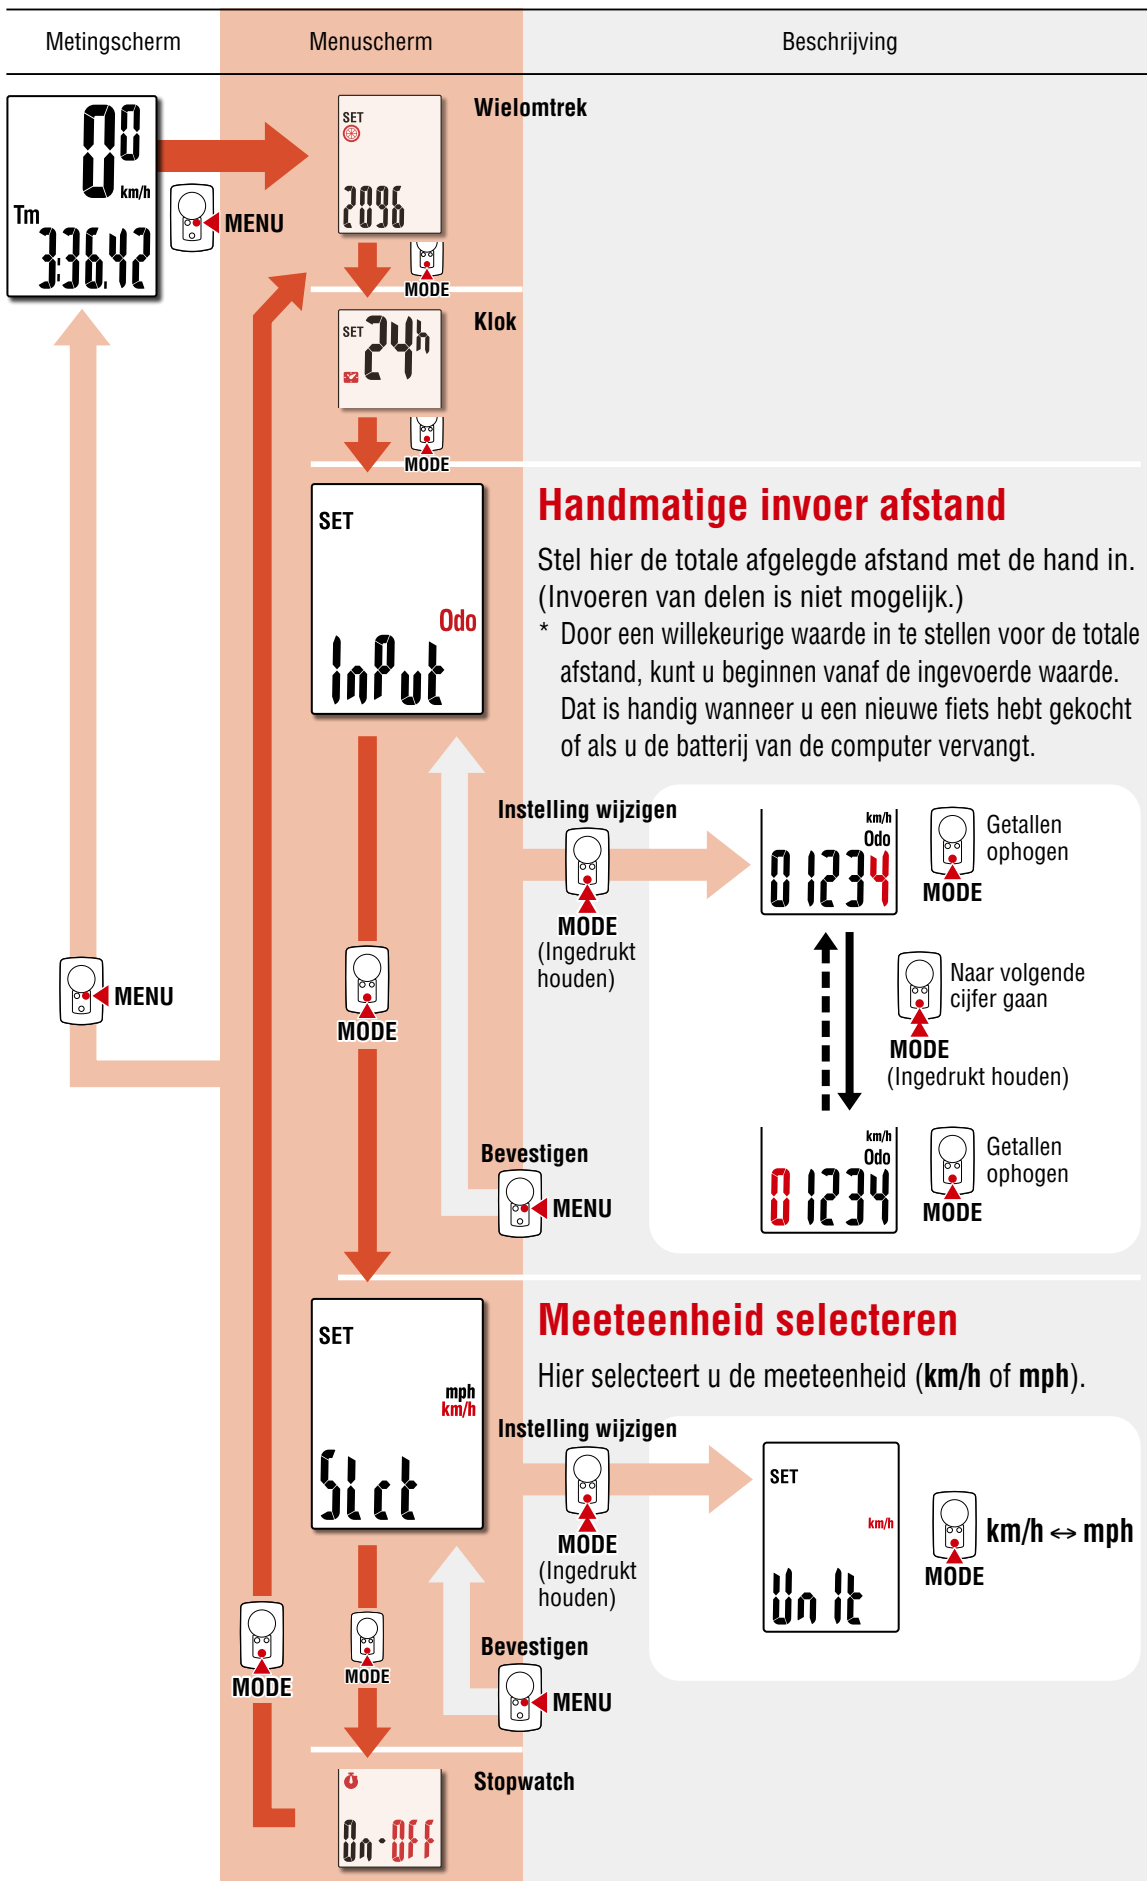 Metingscherm
Menuscherm
Beschrijving
0⁰
km/h
Tm
3:36.42
MENU
SET
2096
Wielomtrek
MODE
SET
24h
Klok
MODE
SET
Odo
InPut
Handmatige invoer afstand
Stel hier de totale afgelegde afstand met de hand in.
(Invoeren van delen is niet mogelijk.)
* Door een willekeurige waarde in te stellen voor de totale
afstand, kunt u beginnen vanaf de ingevoerde waarde.
Dat is handig wanneer u een nieuwe fiets hebt gekocht
of als u de batterij van de computer vervangt.
Instelling wijzigen
MODE
(Ingedrukt
houden)
km/h
Odo
01234
Getallen
ophogen
MODE
MENU
MODE
Naar volgende
cijfer gaan
MODE
(Ingedrukt houden)
Bevestigen
MENU
km/h
Odo
01234
Getallen
ophogen
MODE
SET
mph
km/h
Slct
Meeteenheid selecteren
Hier selecteert u de meeteenheid (km/h of mph).
Instelling wijzigen
MODE
(Ingedrukt
houden)
SET
km/h
UnIt
MODE
km/h ↔ mph
MODE
MODE
Bevestigen
MENU
On-OFF
Stopwatch